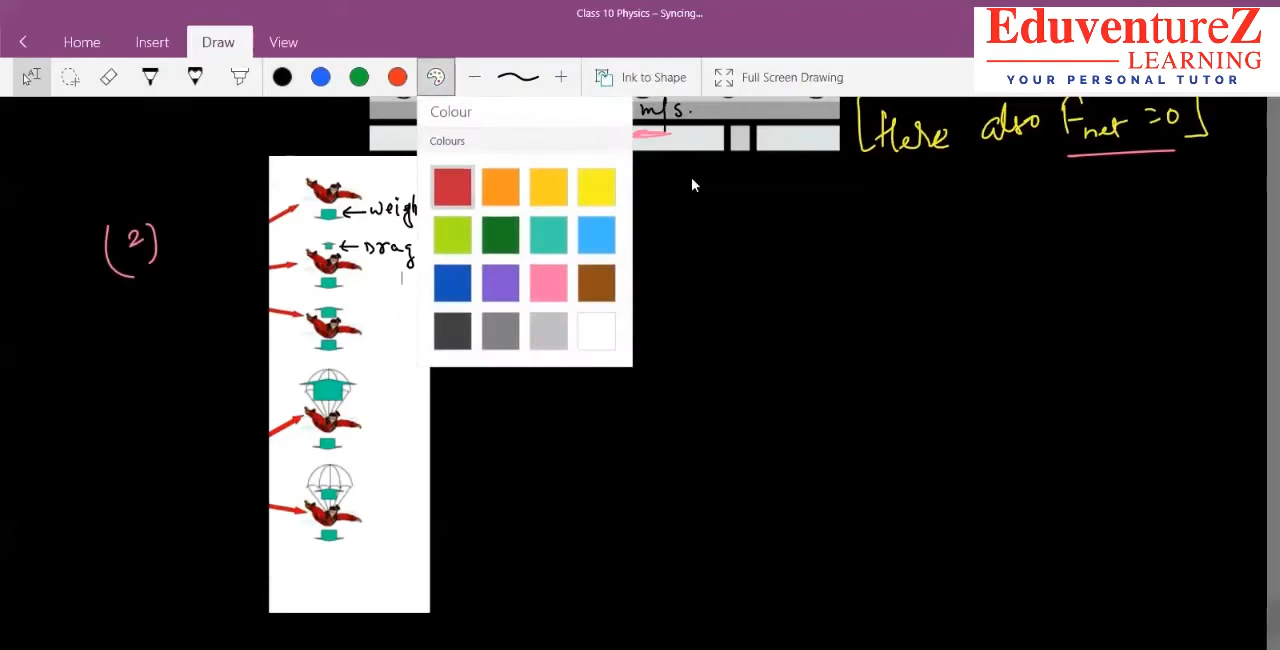 Class 10 Physics – Syncing...
EduventureZ
LEARNING
YOUR PERSONAL TUTOR
Home Insert Draw View
Ink to Shape Full Screen Drawing
Colour
Colours
m/s.
[Here also Fnet = 0]
(2)
← weigh
← Drag